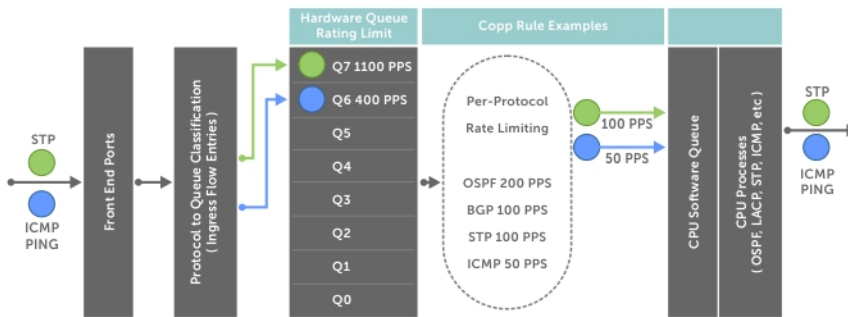 Hardware Queue
Rating Limit
Copp Rule Examples
STP
ICMP
PING
Front End Ports
Protocol to Queue Classification
( Ingress Flow Entries )
Q7 1100 PPS
Q6 400 PPS
Q5
Q4
Q3
Q2
Q1
Q0
Per-Protocol
Rate Limiting
OSPF 200 PPS
BGP 100 PPS
STP 100 PPS
ICMP 50 PPS
100 PPS
50 PPS
CPU Software Queue
CPU Processes
( OSPF, LACP, STP, ICMP, etc )
STP
ICMP
PING